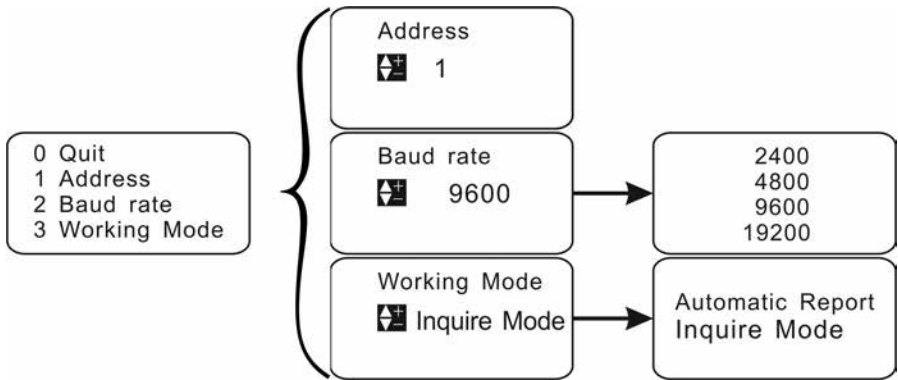 0 Quit
1 Address
2 Baud rate
3 Working Mode
Address
1
Baud rate
9600
2400
4800
9600
19200
Working Mode
Inquire Mode
Automatic Report
Inquire Mode